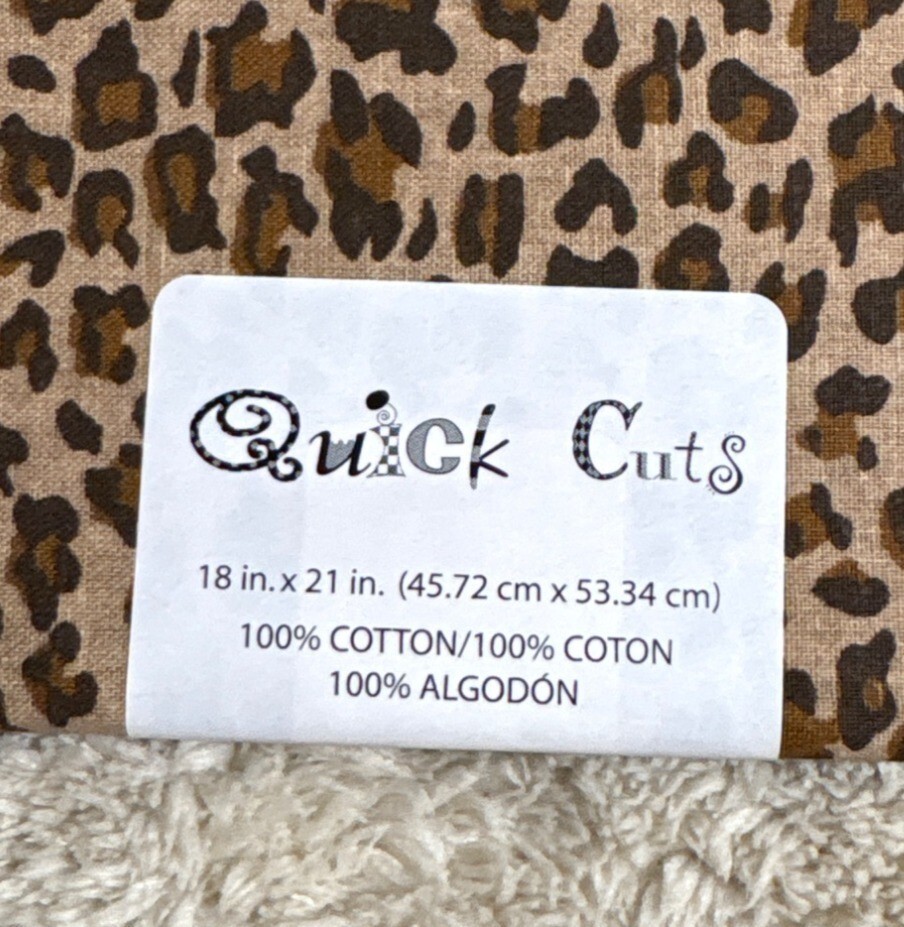 Quick Cuts
18 in. x 21 in. (45.72 cm x 53.34 cm)
100% COTTON/100% COTON
100% ALGODÓN